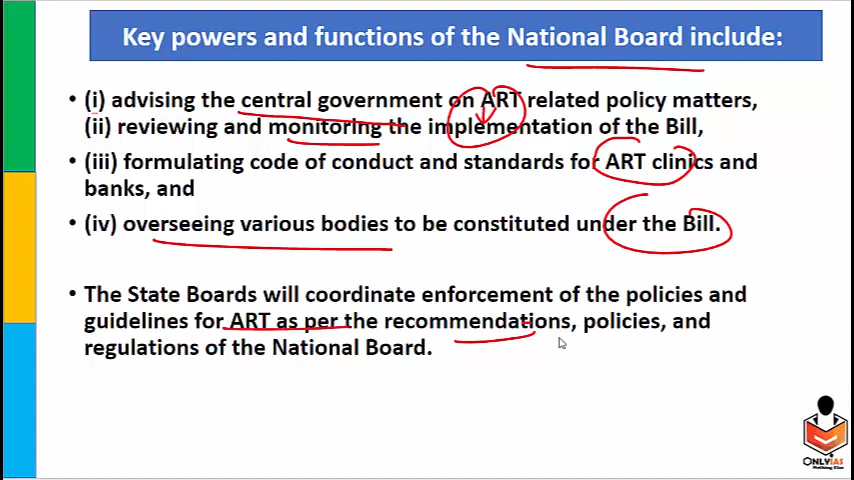 Key powers and functions of the National Board include:
• (i) advising the central government on ART related policy matters,
(ii) reviewing and monitoring the implementation of the Bill,
• (iii) formulating code of conduct and standards for ART clinics and
banks, and
• (iv) overseeing various bodies to be constituted under the Bill.
• The State Boards will coordinate enforcement of the policies and
guidelines for ART as per the recommendations, policies, and
regulations of the National Board.
ONLYIAS
Nothing Else